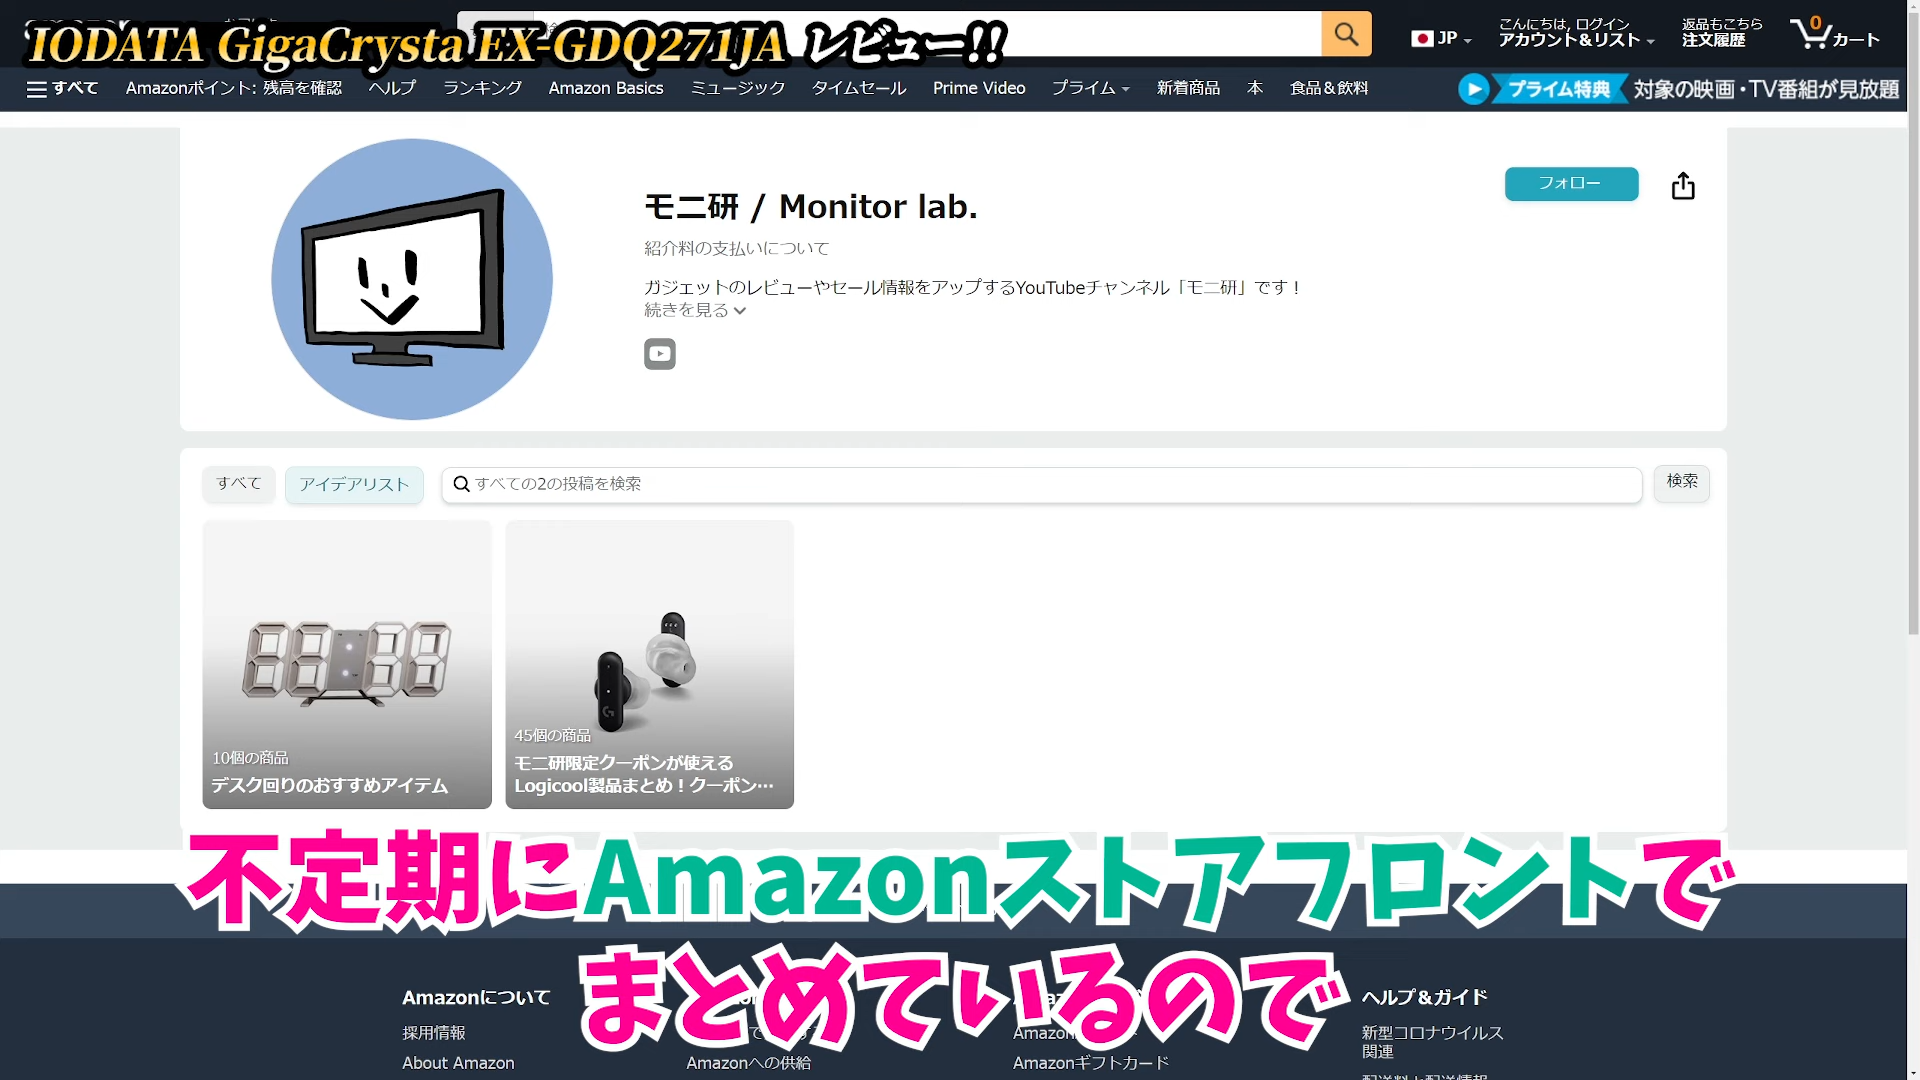 IODATA GigaCrysta EX-GDQ271JA レビュー!!
JP
こんにちは, ログイン
アカウント＆リスト
返品もこちら
注文履歴
0
カート
すべて
Amazonポイント: 残高を確認
ヘルプ
ランキング
Amazon Basics
ミュージック
タイムセール
Prime Video
プライム
新着商品
本
食品＆飲料
プライム特典
対象の映画・TV番組が見放題
モニ研 / Monitor lab.
紹介料の支払いについて
ガジェットのレビューやセール情報をアップするYouTubeチャンネル「モニ研」です！
続きを見る
フォロー
すべて
アイデアリスト
すべての2の投稿を検索
検索
10個の商品
デスク回りのおすすめアイテム
45個の商品
モニ研限定クーポンが使える
Logicool製品まとめ！クーポン…
不定期にAmazonストアフロントで
まとめているので
Amazonについて
採用情報
About Amazon
Amazonへの供給
Amazonギフトカード
ヘルプ＆ガイド
新型コロナウイルス
関連